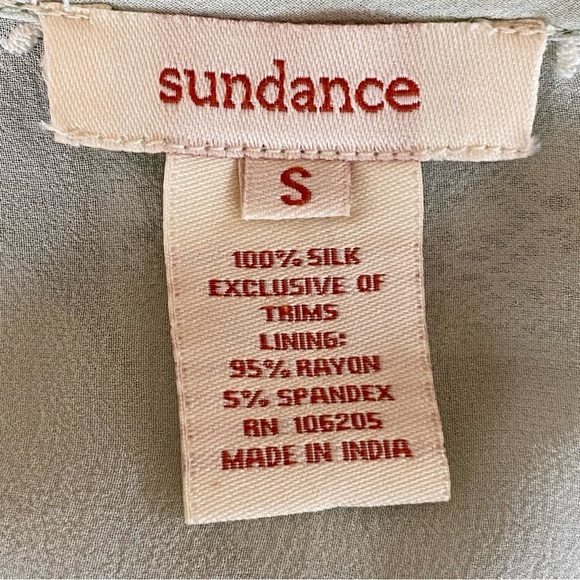 sundance
S
100% SILK
EXCLUSIVE OF
TRIMS
LINING:
95% RAYON
5% SPANDEX
RN 106205
MADE IN INDIA